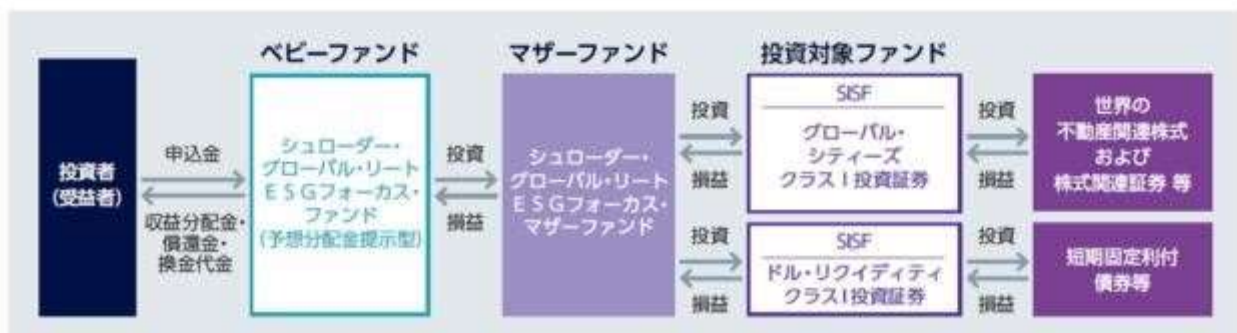 ベビーファンド
マザーファンド
投資対象ファンド
投資者
(受益者)
申込金
収益分配金・
償還金・
換金代金
シュローダー・
グローバル・リート
ＥＳＧフォーカス・
ファンド
(予想分配金提示型)
投資
損益
シュローダー・
グローバル・リート
ＥＳＧフォーカス・
マザーファンド
投資
損益
SISF
グローバル・
シティーズ
クラスＩ投資証券
投資
損益
世界の
不動産関連株式
および
株式関連証券 等
投資
損益
SISF
ドル・リクイディティ
クラスI投資証券
投資
損益
短期固定利付
債券等